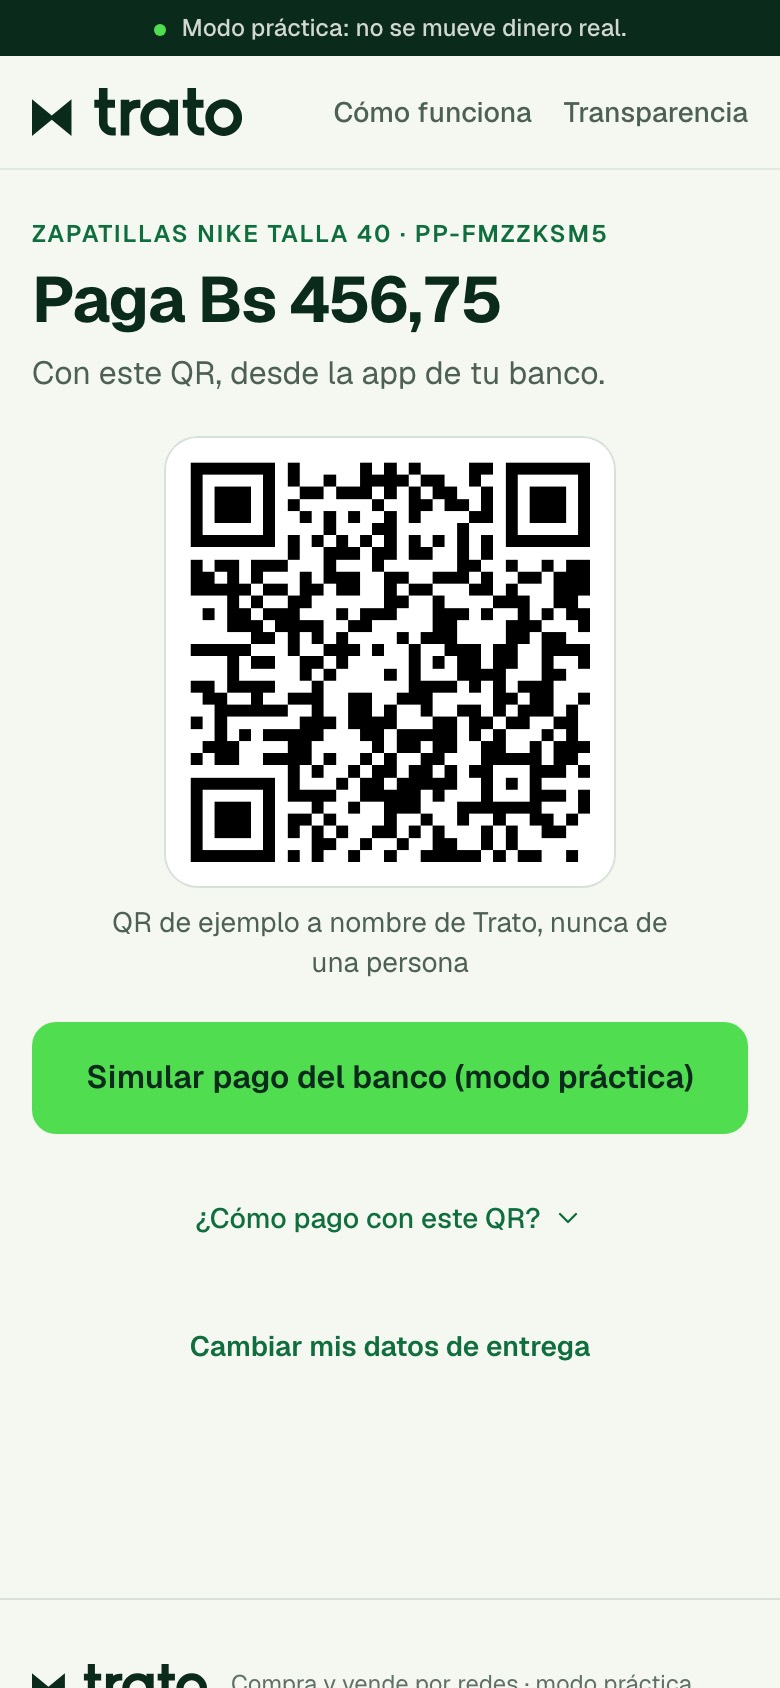 Modo práctica: no se mueve dinero real.
trato
Cómo funciona Transparencia
ZAPATILLAS NIKE TALLA 40 · PP-FMZZKSM5
Paga Bs 456,75
Con este QR, desde la app de tu banco.
QR de ejemplo a nombre de Trato, nunca de
una persona
Simular pago del banco (modo práctica)
¿Cómo pago con este QR?
Cambiar mis datos de entrega
trato Compra y vende por redes · modo práctica